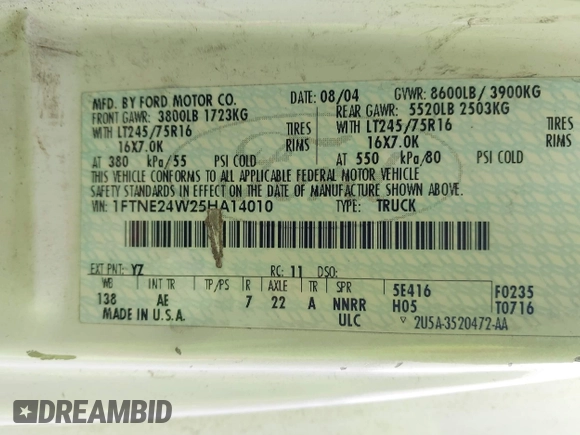 MFD. BY FORD MOTOR CO.
DATE: 08/04
GVWR: 8600LB/ 3900KG
FRONT GAWR: 3800LB 1723KG
REAR GAWR: 5520LB 2503KG
WITH LT245/75R16 TIRES
WITH LT245/75R16 TIRES
16X7.0K RIMS
16X7.0K RIMS
AT 380 kPa/55 PSI COLD
AT 550 kPa/80 PSI COLD
THIS VEHICLE CONFORMS TO ALL APPLICABLE FEDERAL MOTOR VEHICLE
SAFETY STANDARDS IN EFFECT ON THE DATE OF MANUFACTURE SHOWN ABOVE.
VIN: 1FTNE24W25HA14010
TYPE: TRUCK
EXT PNT: YZ RC: 11 DSO:
WB INT TR TP/PS R AXLE TR SPR 5E416 F0235
138 AE 7 22 A NNRR H05 T0716
MADE IN U.S.A. ULC 2U5A-3520472-AA
DREAMBID